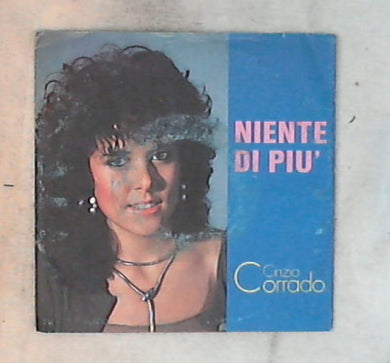 NIENTE
DI PIU'
Cinzia
Corrado